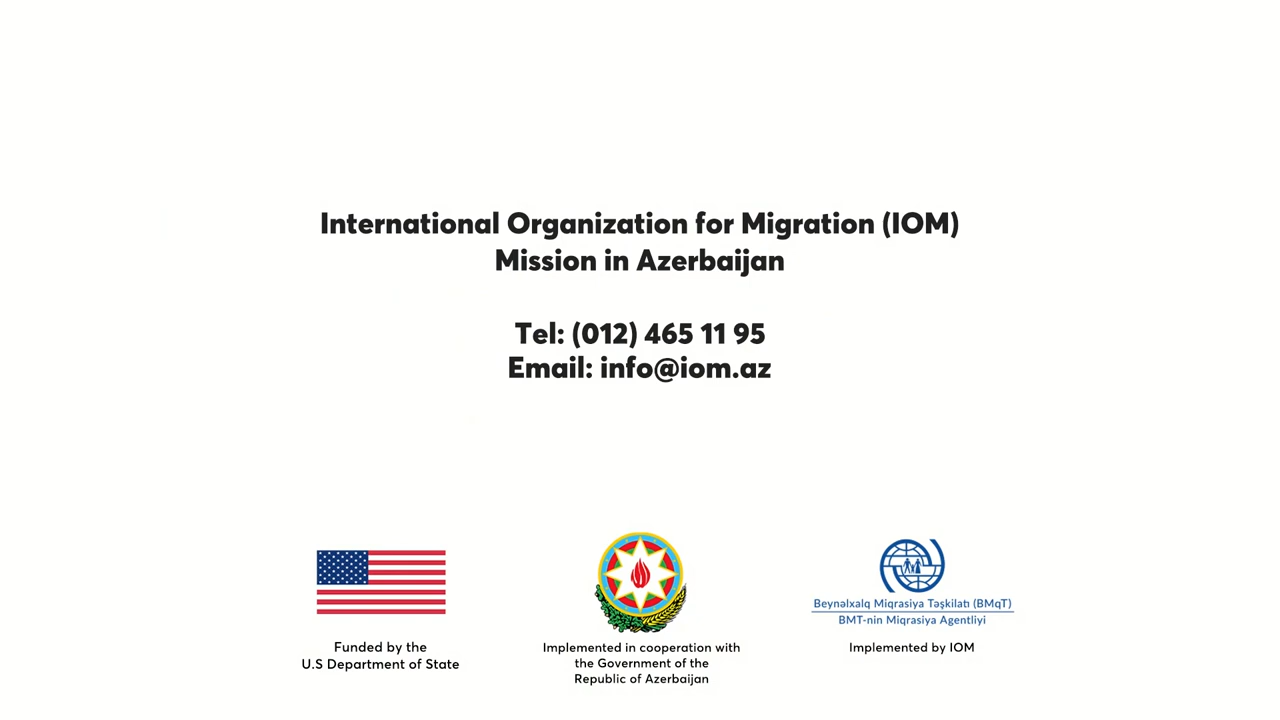 International Organization for Migration (IOM)
Mission in Azerbaijan
Tel: (012) 465 11 95
Email: info@iom.az
Beynəlxalq Miqrasiya Təşkilatı (BMqT)
BMT-nin Miqrasiya Agentliyi
Funded by the
U.S Department of State
Implemented in cooperation with
the Government of the
Republic of Azerbaijan
Implemented by IOM